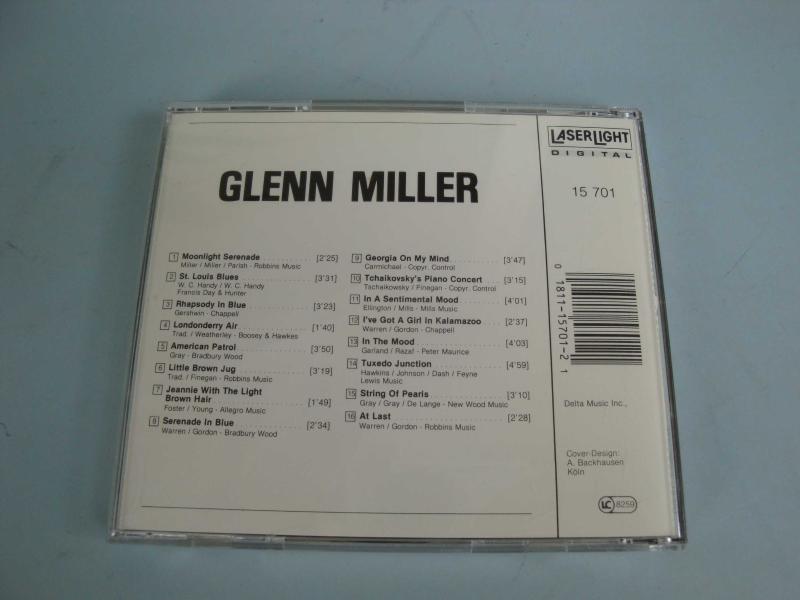 GLENN MILLER
1 Moonlight Serenade [2'25]
Miller / Miller / Parish - Robbins Music
2 St. Louis Blues [3'31]
W. C. Handy / W. C. Handy
Francis Day & Hunter
3 Rhapsody in Blue [3'23]
Gershwin - Chappell
4 Londonderry Air [1'40]
Trad. / Weatherley - Boosey & Hawkes
5 American Patrol [3'50]
Gray - Bradbury Wood
6 Little Brown Jug [3'19]
Trad. / Finegan - Robbins Music
7 Jeannie With The Light
Brown Hair [1'49]
Foster / Young - Allegro Music
8 Serenade In Blue [2'34]
Warren / Gordon - Bradbury Wood
9 Georgia On My Mind [3'47]
Carmichael - Copyr. Control
10 Tchaikovsky's Piano Concert [3'15]
Tschaikowsky / Finegan - Copyr. Control
11 In A Sentimental Mood [4'01]
Ellington / Mills - Mills Music
12 I've Got A Girl In Kalamazoo [2'37]
Warren / Gordon - Chappell
13 In The Mood [4'03]
Garland / Razaf - Peter Maurice
14 Tuxedo Junction [4'59]
Hawkins / Johnson / Dash / Feyne
Lewis Music
15 String Of Pearls [3'10]
Gray / Gray / De Lange - New Wood Music
16 At Last [2'28]
Warren / Gordon - Robbins Music
LASERLIGHT
DIGITAL
15 701
0 1811-15701-2 1
Delta Music Inc.,
Cover-Design:
A. Backhausen
Köln
LC 8259